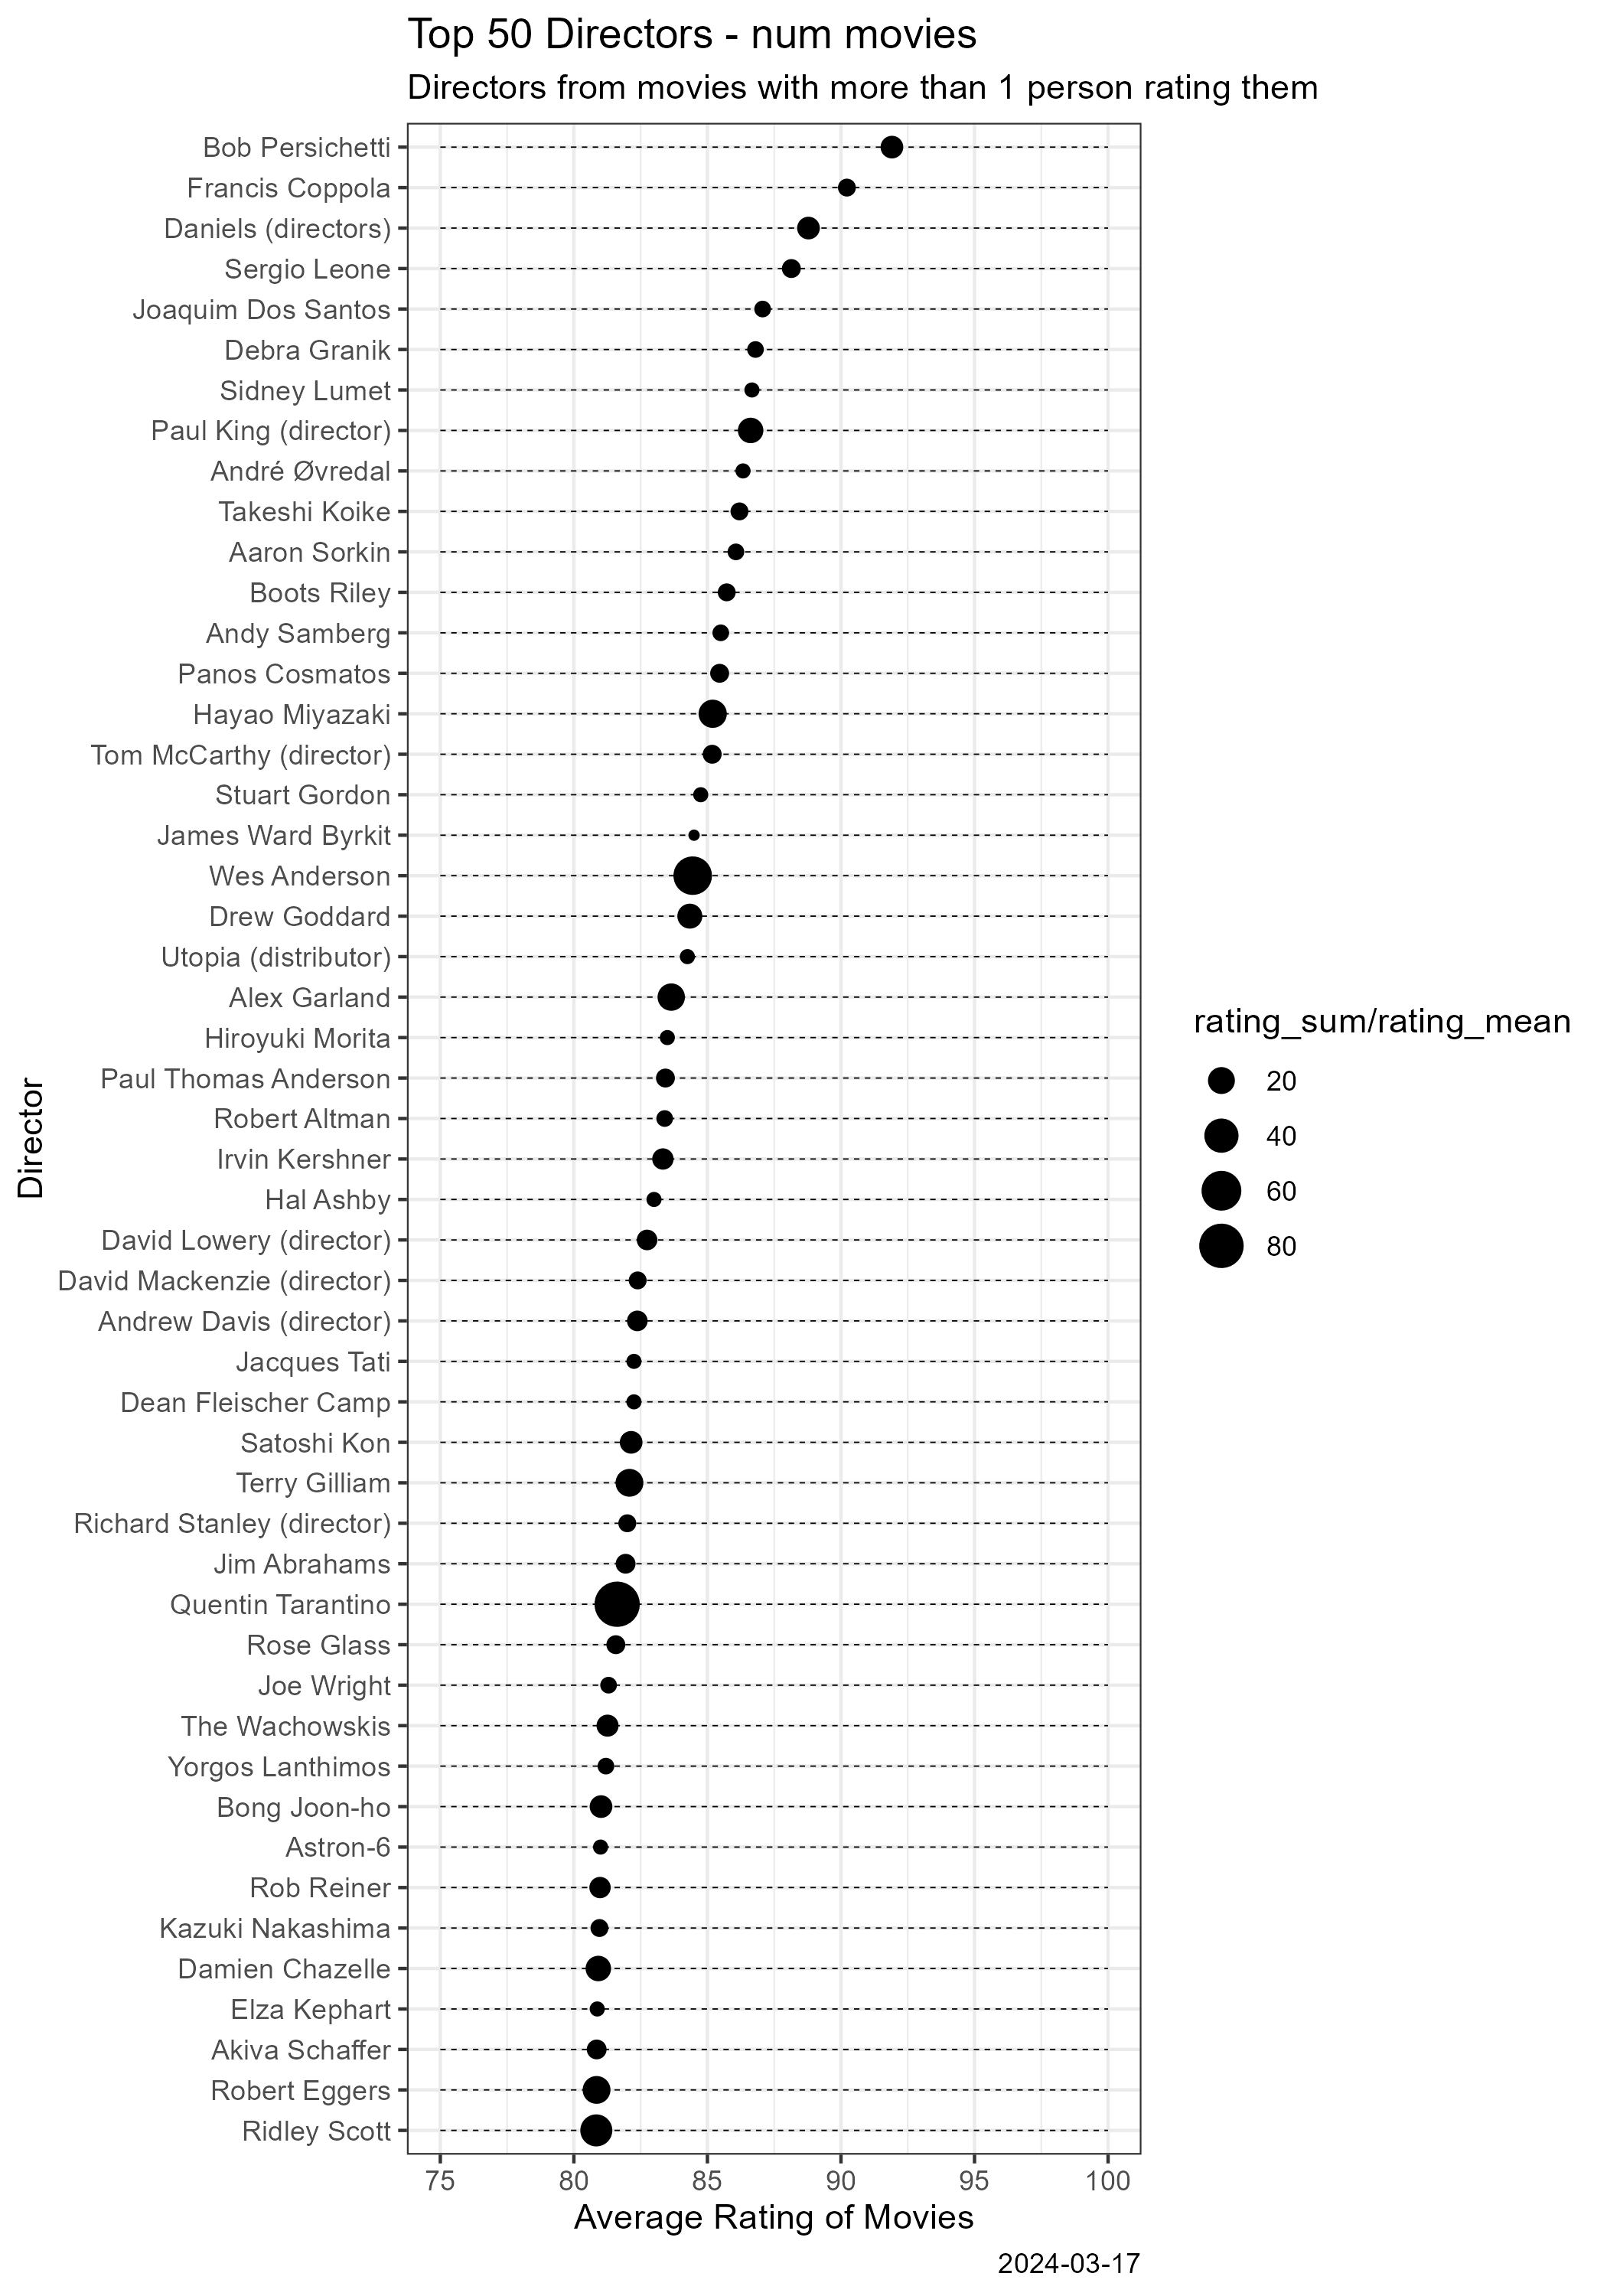 Top 50 Directors - num movies
Directors from movies with more than 1 person rating them
Bob Persichetti
Francis Coppola
Daniels (directors)
Sergio Leone
Joaquim Dos Santos
Debra Granik
Sidney Lumet
Paul King (director)
André Øvredal
Takeshi Koike
Aaron Sorkin
Boots Riley
Andy Samberg
Panos Cosmatos
Hayao Miyazaki
Tom McCarthy (director)
Stuart Gordon
James Ward Byrkit
Wes Anderson
Drew Goddard
Utopia (distributor)
Alex Garland
Hiroyuki Morita
Paul Thomas Anderson
Robert Altman
Irvin Kershner
Hal Ashby
David Lowery (director)
David Mackenzie (director)
Andrew Davis (director)
Jacques Tati
Dean Fleischer Camp
Satoshi Kon
Terry Gilliam
Richard Stanley (director)
Jim Abrahams
Quentin Tarantino
Rose Glass
Joe Wright
The Wachowskis
Yorgos Lanthimos
Bong Joon-ho
Astron-6
Rob Reiner
Kazuki Nakashima
Damien Chazelle
Elza Kephart
Akiva Schaffer
Robert Eggers
Ridley Scott
Director
75 80 85 90 95 100
Average Rating of Movies
rating_sum/rating_mean
20
40
60
80
2024-03-17